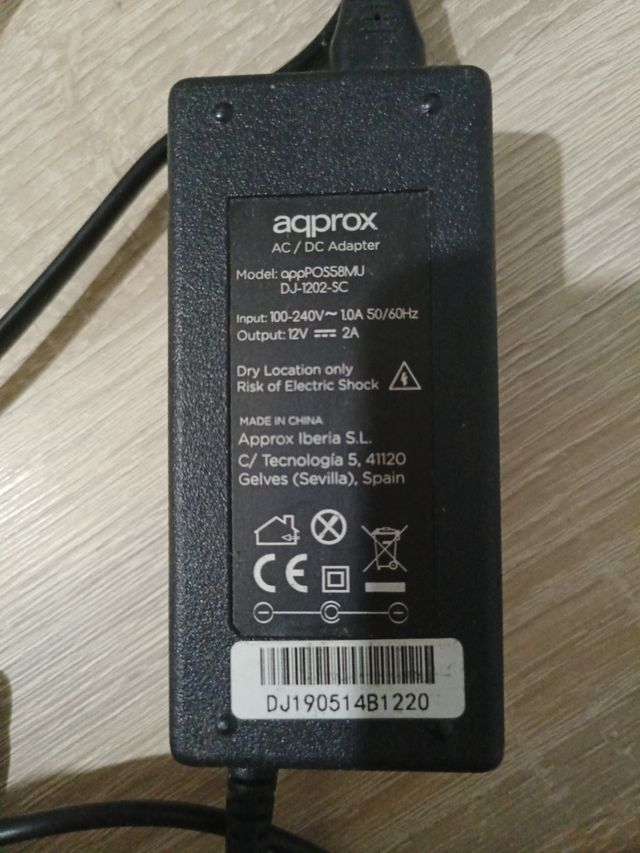 aqprox
AC / DC Adapter
Model: appPOS58MU
DJ-1202-SC
Input: 100-240V~ 1.0A 50/60Hz
Output: 12V ⎓ 2A
Dry Location only
Risk of Electric Shock
MADE IN CHINA
Approx Iberia S.L.
C/ Tecnología 5, 41120
Gelves (Sevilla), Spain
CE
DJ190514B1220